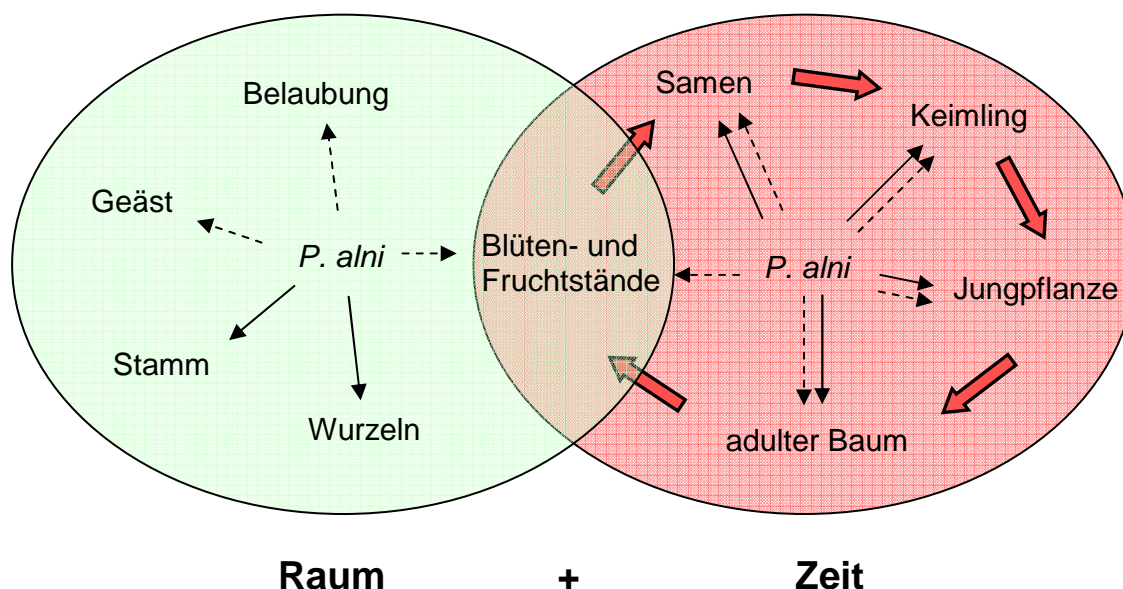 Belaubung
Geäst
P. alni
Stamm
Wurzeln
Blüten- und
Fruchtstände
Samen
Keimling
P. alni
Jungpflanze
adulter Baum
Raum + Zeit